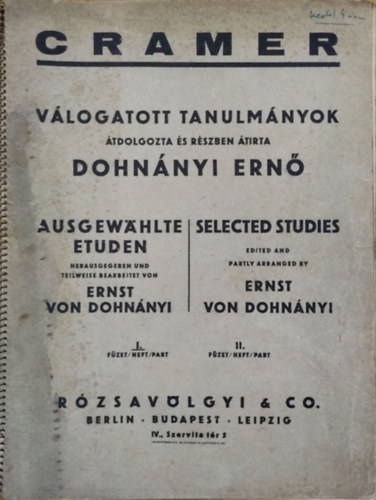 CRAMER
VÁLOGATOTT TANULMÁNYOK
ÁTDOLGOZTA ÉS RÉSZBEN ÁTIRTA
DOHNÁNYI ERNŐ
AUSGEWÄHLTE
ETUDEN
HERAUSGEGEBEN UND
TEILWEISE BEARBEITET VON
ERNST
VON DOHNÁNYI
SELECTED STUDIES
EDITED AND
PARTLY ARRANGED BY
ERNST
VON DOHNÁNYI
I.
FÜZET/HEFT/PART
II.
FÜZET/HEFT/PART
RÓZSAVÖLGYI & CO.
BERLIN · BUDAPEST · LEIPZIG
IV., Szervita tér 5